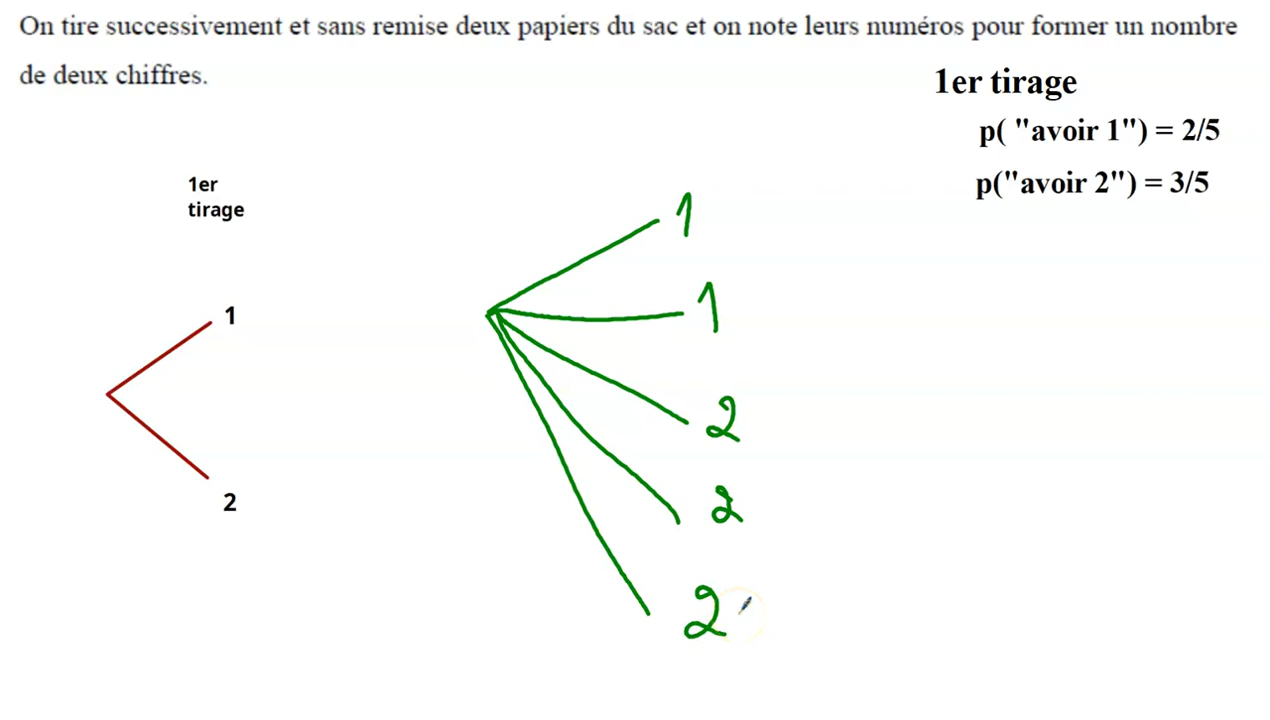 On tire successivement et sans remise deux papiers du sac et on note leurs numéros pour former un nombre
de deux chiffres.
1er tirage
p( "avoir 1") = 2/5
p("avoir 2") = 3/5
1er
tirage
1
2
1
1
2
2
2